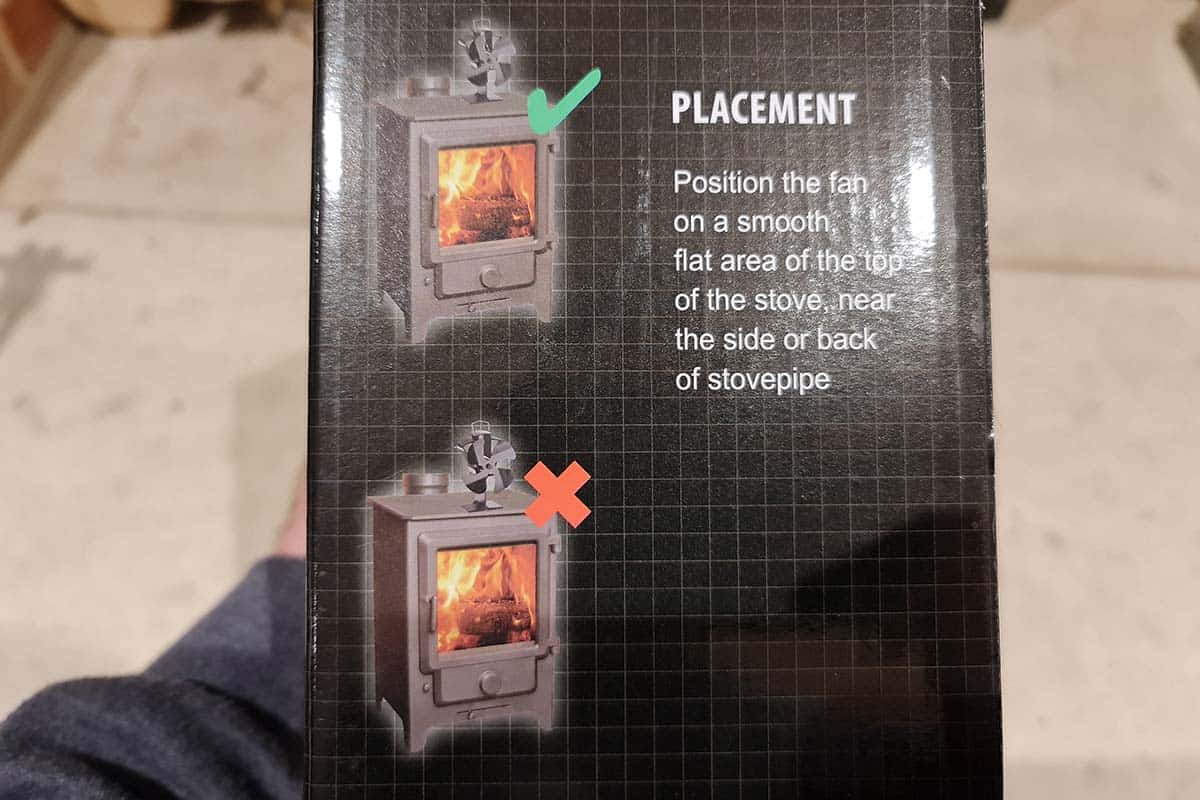 PLACEMENT
Position the fan
on a smooth,
flat area of the top
of the stove, near
the side or back
of stovepipe